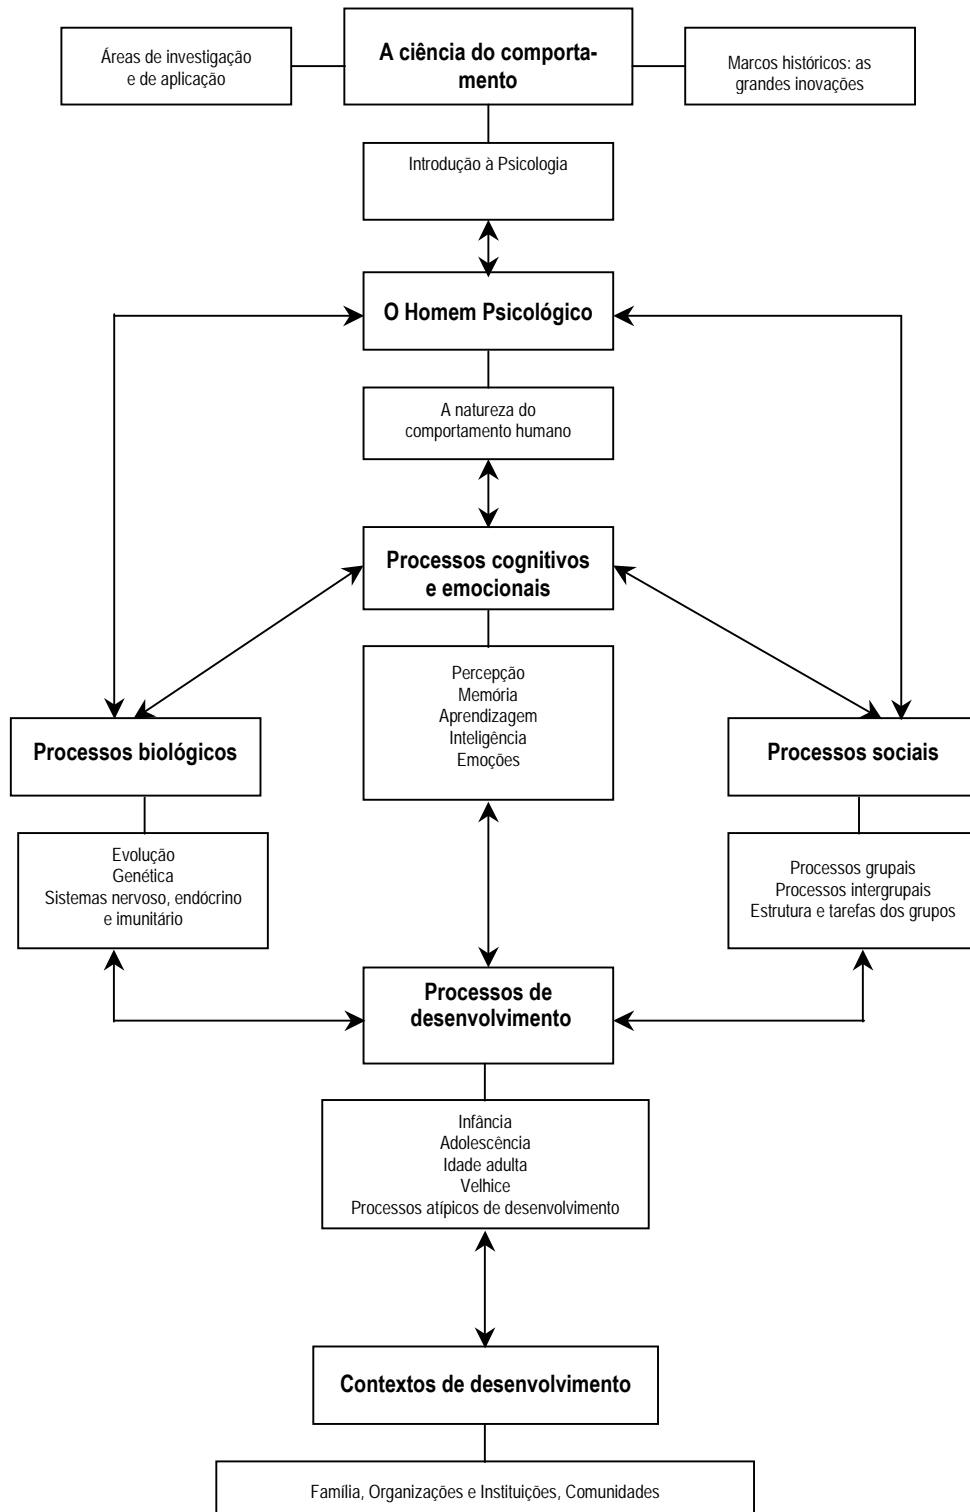 Áreas de investigação
e de aplicação
A ciência do comporta-
mento
Marcos históricos: as
grandes inovações
Introdução à Psicologia
O Homem Psicológico
A natureza do
comportamento humano
Processos cognitivos
e emocionais
Percepção
Memória
Aprendizagem
Inteligência
Emoções
Processos biológicos
Processos sociais
Evolução
Genética
Sistemas nervoso, endócrino
e imunitário
Processos grupais
Processos intergrupais
Estrutura e tarefas dos grupos
Processos de
desenvolvimento
Infância
Adolescência
Idade adulta
Velhice
Processos atípicos de desenvolvimento
Contextos de desenvolvimento
Família, Organizações e Instituições, Comunidades